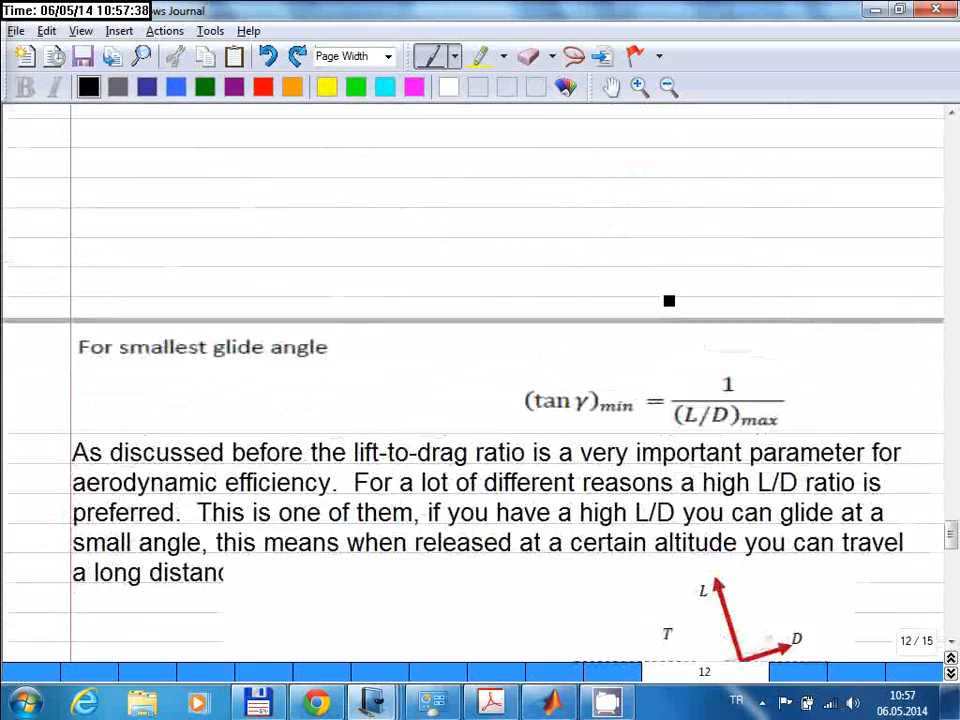 Time: 06/05/14 10:57:38
ws Journal
File Edit View Insert Actions Tools Help
Page Width
B I
For smallest glide angle
(tan γ)min = 1 / (L/D)max
As discussed before the lift-to-drag ratio is a very important parameter for
aerodynamic efficiency. For a lot of different reasons a high L/D ratio is
preferred. This is one of them, if you have a high L/D you can glide at a
small angle, this means when released at a certain altitude you can travel
a long distanc
L
T
D
12 / 15
12
TR
10:57
06.05.2014